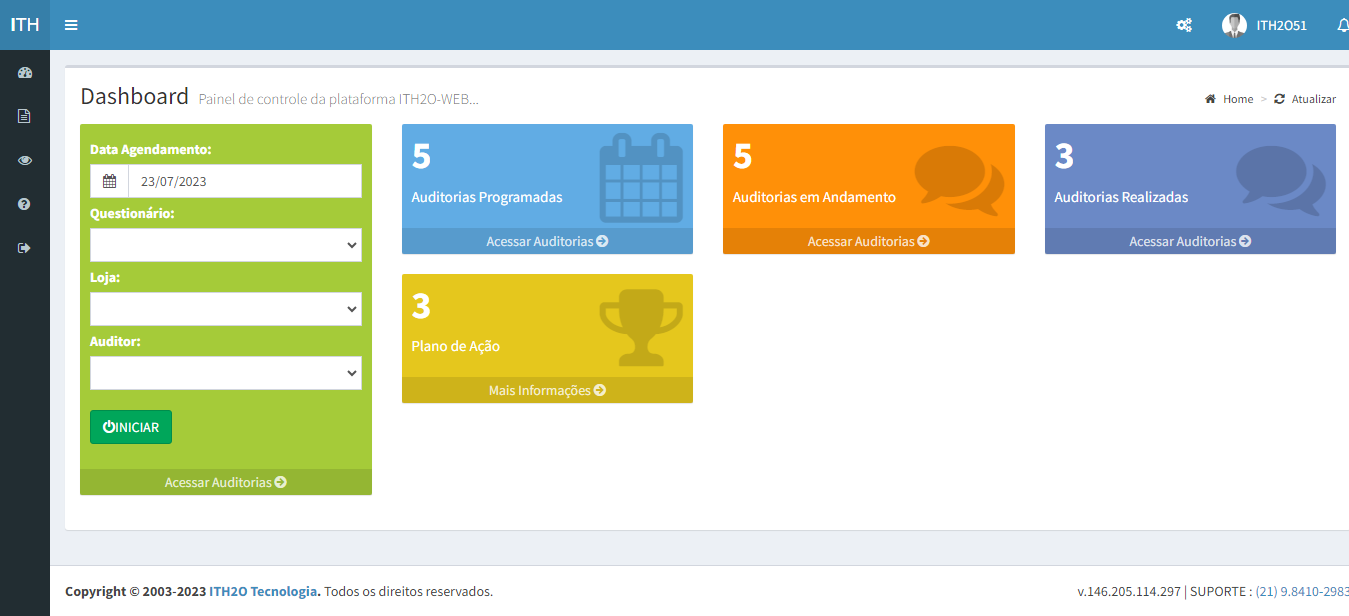 ITH
ITH2O51
Dashboard Painel de controle da plataforma ITH2O-WEB...
Home > Atualizar
Data Agendamento:
23/07/2023
Questionário:
Loja:
Auditor:
INICIAR
Acessar Auditorias
5
Auditorias Programadas
Acessar Auditorias
5
Auditorias em Andamento
Acessar Auditorias
3
Auditorias Realizadas
Acessar Auditorias
3
Plano de Ação
Mais Informações
Copyright © 2003-2023 ITH2O Tecnologia. Todos os direitos reservados.
v.146.205.114.297 | SUPORTE : (21) 9.8410-2983